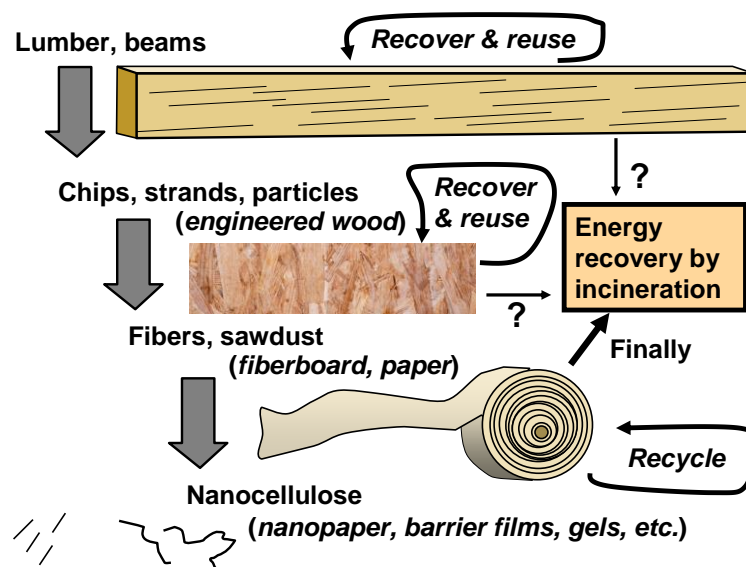 Lumber, beams
Recover & reuse
?
Chips, strands, particles
(engineered wood)
Recover
& reuse
Energy
recovery by
incineration
?
Fibers, sawdust
(fiberboard, paper)
Finally
Recycle
Nanocellulose
(nanopaper, barrier films, gels, etc.)